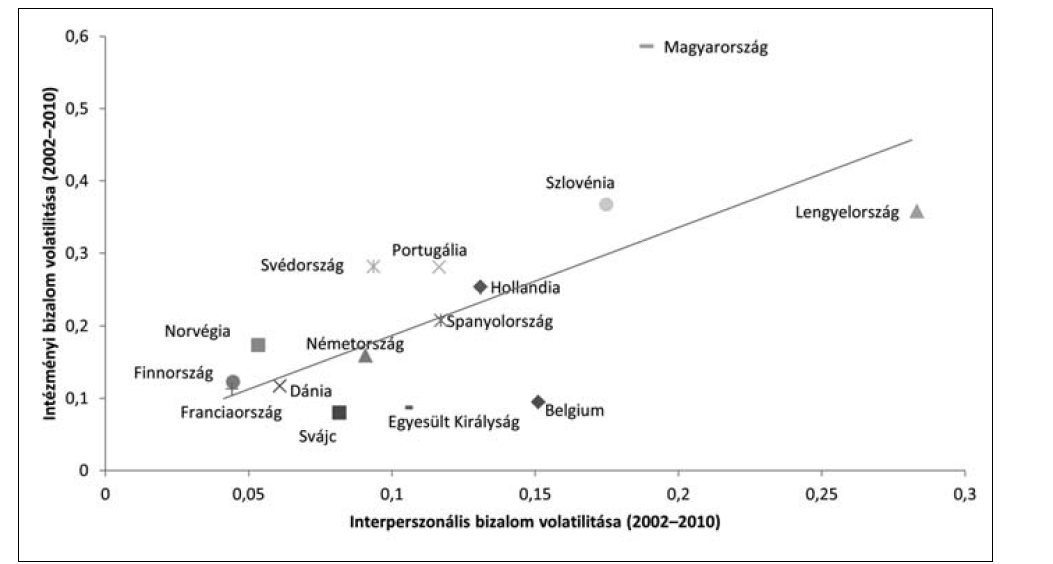 Intézményi bizalom volatilitása (2002–2010)
0,6
0,5
0,4
0,3
0,2
0,1
0
Magyarország
Szlovénia
Lengyelország
Portugália
Svédország
Hollandia
Spanyolország
Norvégia
Németország
Finnország
Dánia
Franciaország
Belgium
Egyesült Királyság
Svájc
0 0,05 0,1 0,15 0,2 0,25 0,3
Interperszonális bizalom volatilitása (2002–2010)